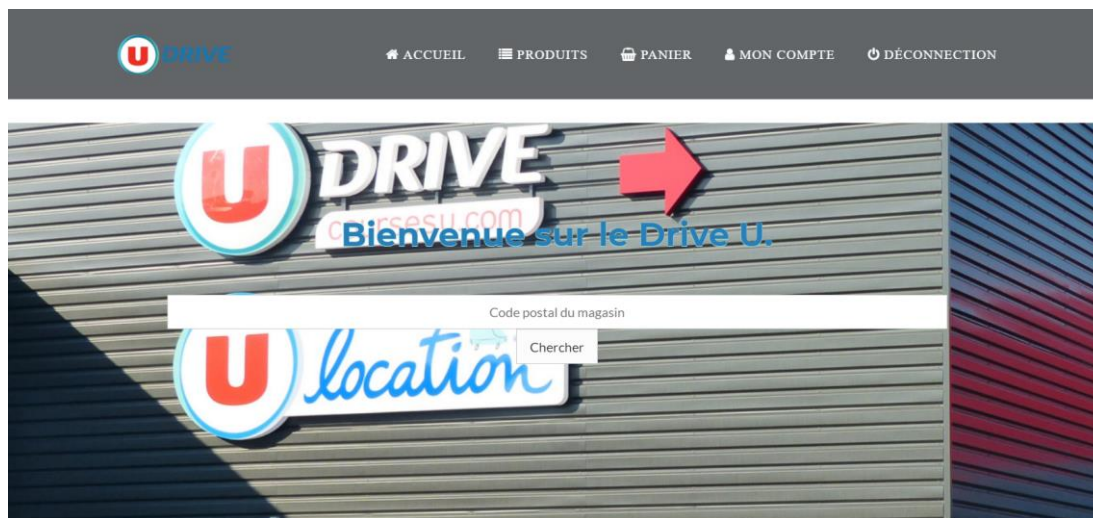 U DRIVE
ACCUEIL
PRODUITS
PANIER
MON COMPTE
DÉCONNECTION
U DRIVE
coursesu.com
Bienvenue sur le Drive U.
Code postal du magasin
Chercher
U location